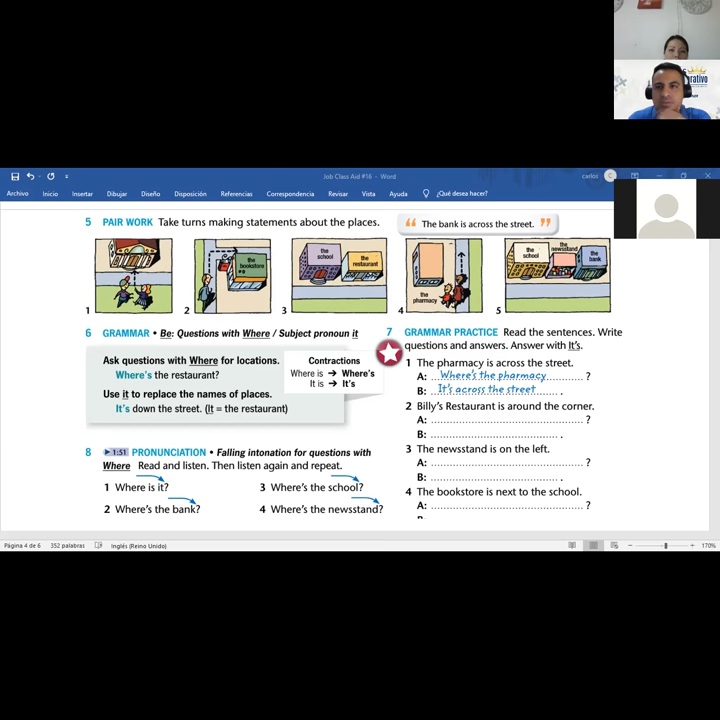 rativo
Job Class Aid #16 - Word
carlos
C
Archivo Inicio Insertar Dibujar Diseño Disposición Referencias Correspondencia Revisar Vista Ayuda ¿Qué desea hacer?
5 PAIR WORK Take turns making statements about the places.
“ The bank is across the street. ”
1
2
the bookstore
3
the school
the restaurant
4
the pharmacy
5
the school
the newsstand
the bank
6 GRAMMAR • Be: Questions with Where / Subject pronoun it
Ask questions with Where for locations.
Where's the restaurant?
Use it to replace the names of places.
It's down the street. (It = the restaurant)
Contractions
Where is → Where's
It is → It's
8 1:51 PRONUNCIATION • Falling intonation for questions with
Where Read and listen. Then listen again and repeat.
1 Where is it?
2 Where's the bank?
3 Where's the school?
4 Where's the newsstand?
7 GRAMMAR PRACTICE Read the sentences. Write
questions and answers. Answer with It's.
1 The pharmacy is across the street.
A: Where's the pharmacy ?
B: It's across the street .
2 Billy's Restaurant is around the corner.
A: ?
B: .
3 The newsstand is on the left.
A: ?
B: .
4 The bookstore is next to the school.
A: ?
Página 4 de 6 352 palabras Inglés (Reino Unido) 170%